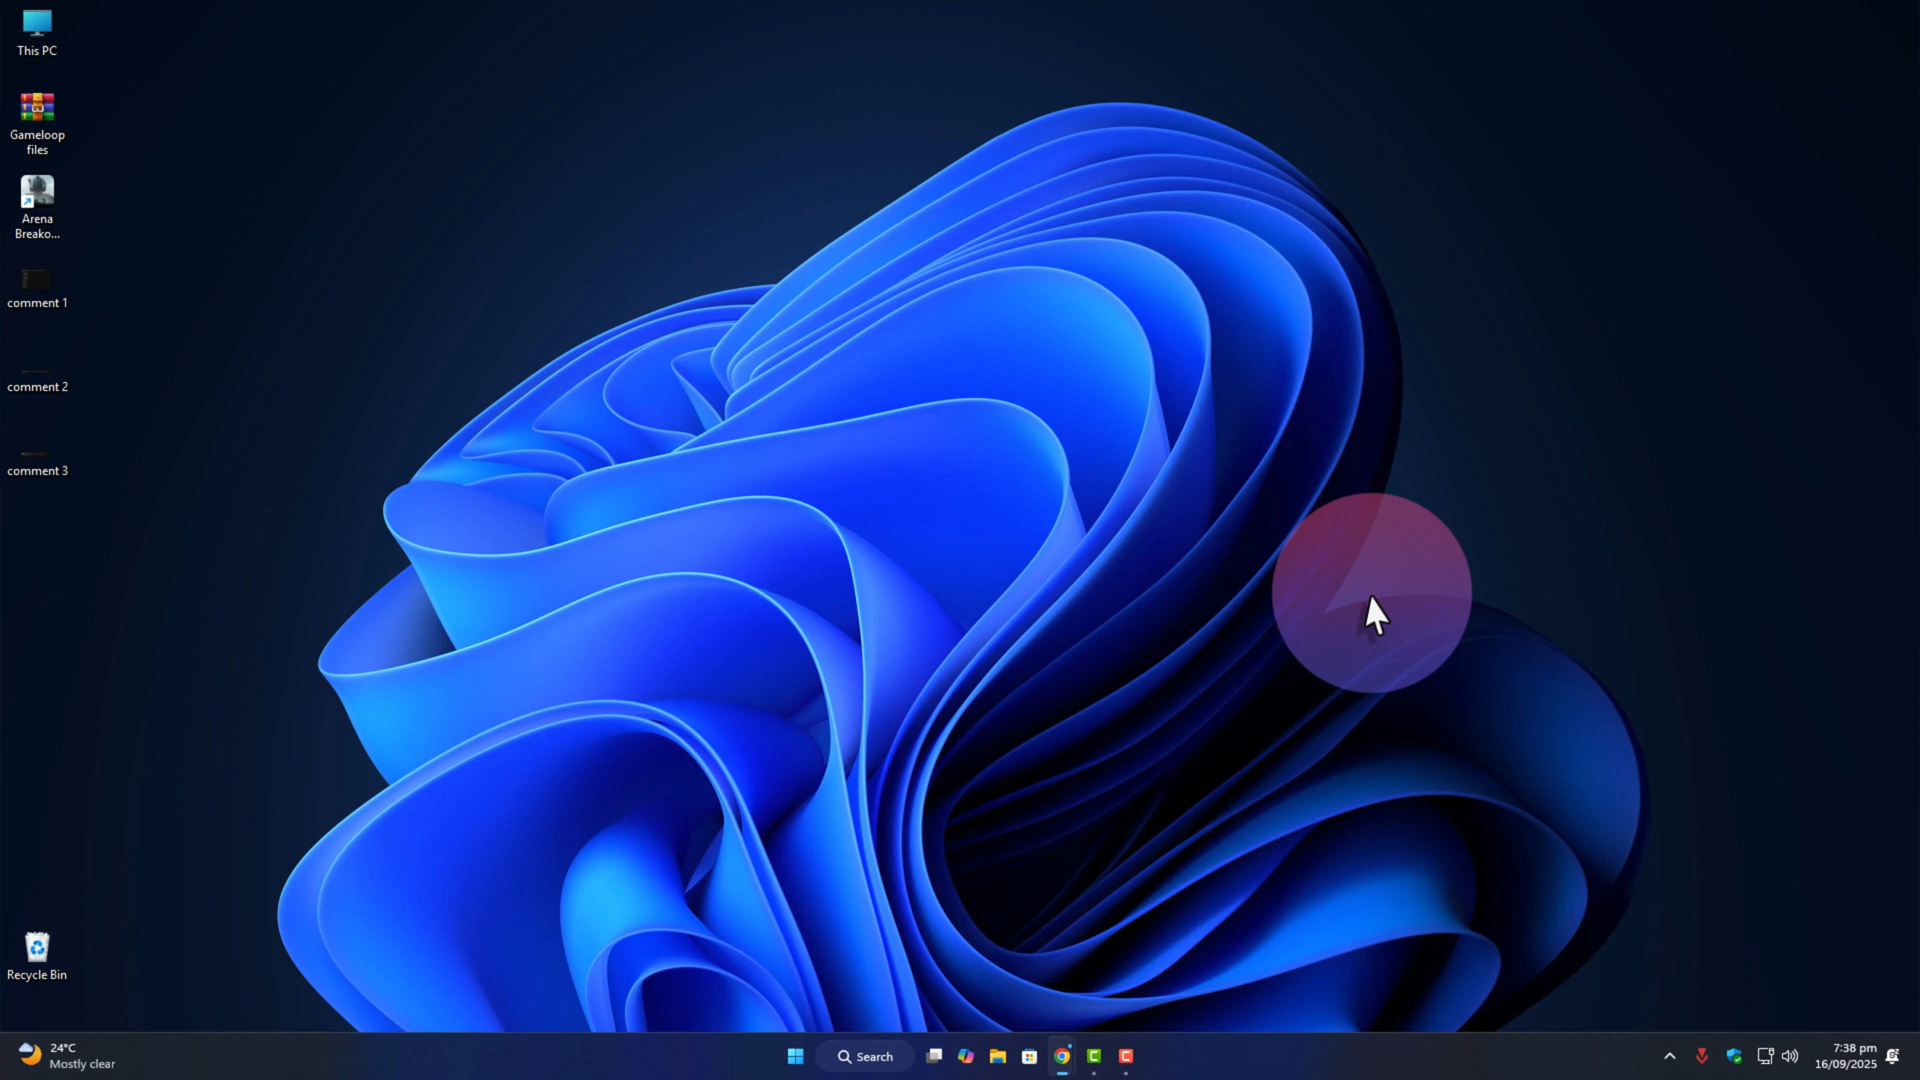 This PC
Gameloop
files
Arena
Breako...
comment 1
comment 2
comment 3
Recycle Bin
24°C
Mostly clear
Search
7:38 pm
16/09/2025